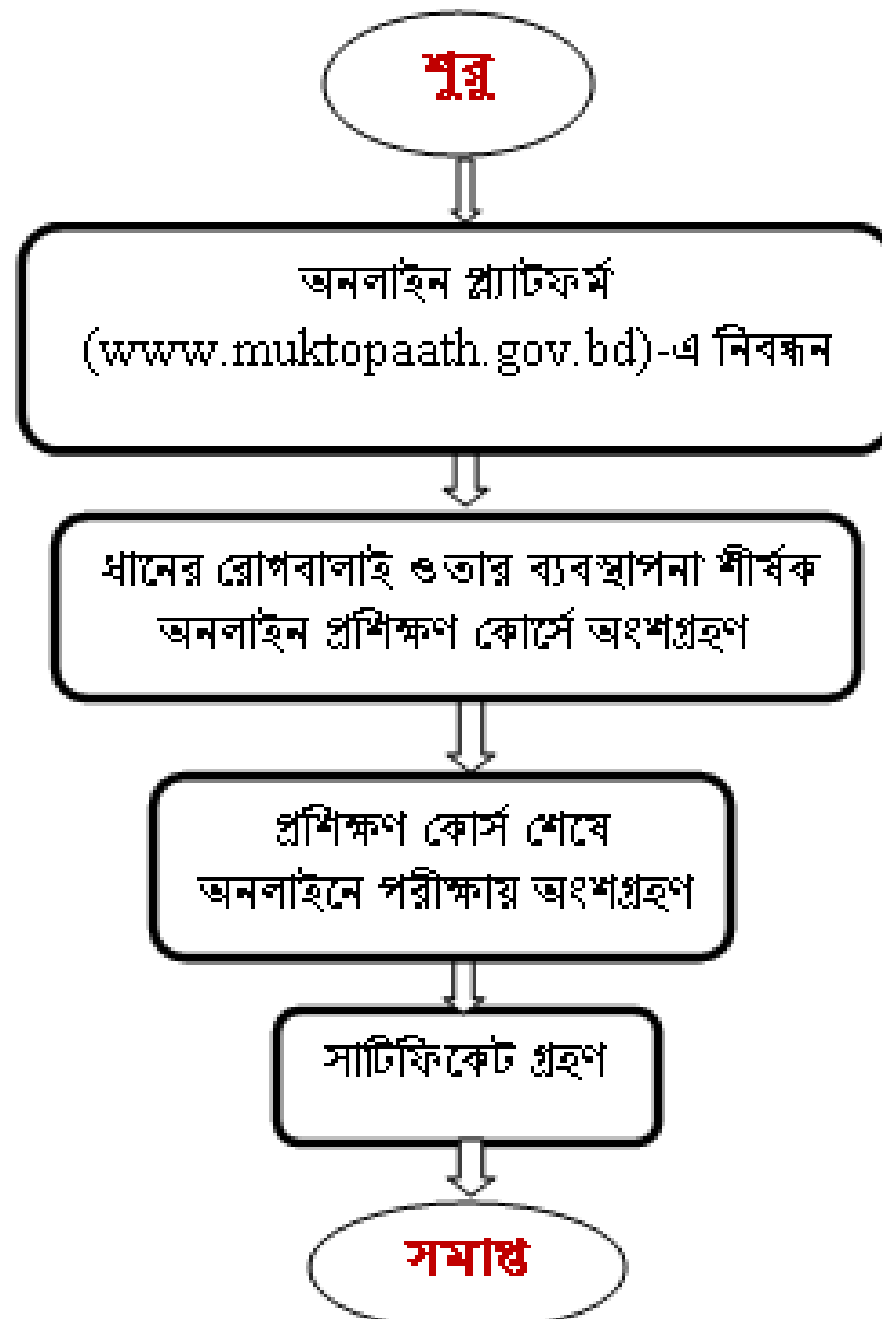 শুরু
অনলাইন প্ল্যাটফর্ম
(www.muktopaath.gov.bd)-এ নিবন্ধন
ধানের রোগবালাই ও তার ব্যবস্থাপনা শীর্ষক
অনলাইন প্রশিক্ষণ কোর্সে অংশগ্রহণ
প্রশিক্ষণ কোর্স শেষে
অনলাইনে পরীক্ষায় অংশগ্রহণ
সার্টিফিকেট গ্রহণ
সমাপ্ত